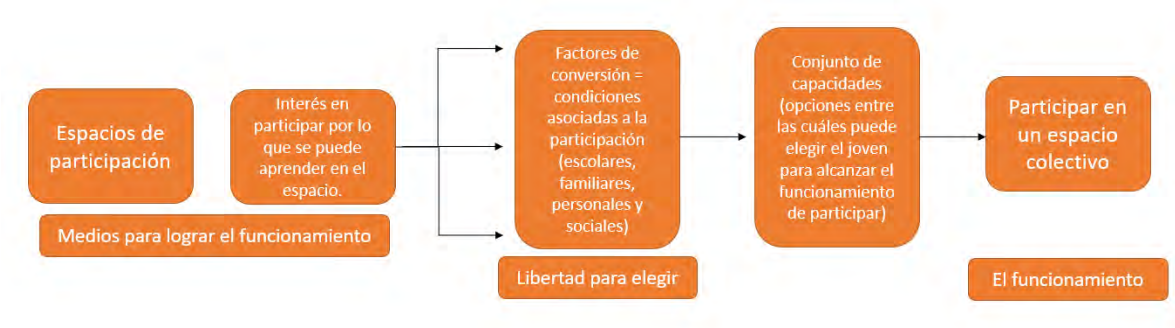 Espacios de
participación
Interés en
participar por lo
que se puede
aprender en el
espacio.
Medios para lograr el funcionamiento
Factores de
conversión =
condiciones
asociadas a la
participación
(escolares,
familiares,
personales y
sociales)
Libertad para elegir
Conjunto de
capacidades
(opciones entre
las cuáles puede
elegir el joven
para alcanzar el
funcionamiento
de participar)
Participar en
un espacio
colectivo
El funcionamiento